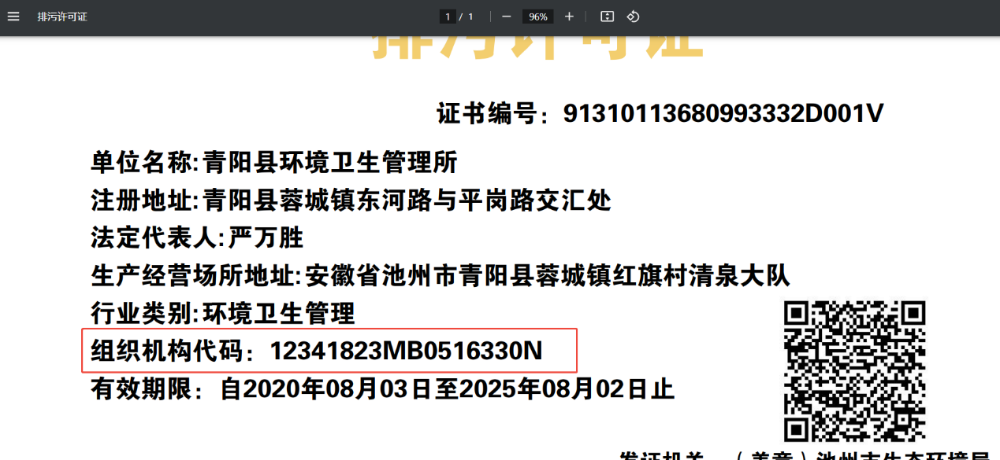 排污许可证
1 / 1
96%
排污许可证
证书编号：91310113680993332D001V
单位名称:青阳县环境卫生管理所
注册地址:青阳县蓉城镇东河路与平岗路交汇处
法定代表人:严万胜
生产经营场所地址:安徽省池州市青阳县蓉城镇红旗村清泉大队
行业类别:环境卫生管理
组织机构代码：12341823MB0516330N
有效期限：自2020年08月03日至2025年08月02日止
发证机关：（盖章）池州市生态环境局